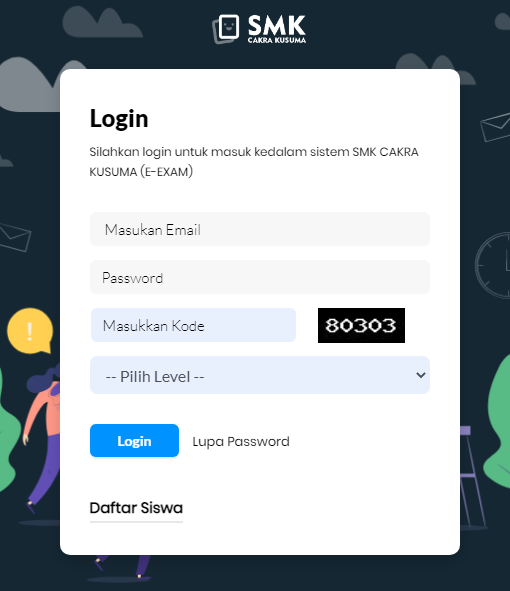 SMK
CAKRA KUSUMA
Login
Silahkan login untuk masuk kedalam sistem SMK CAKRA
KUSUMA (E-EXAM)
Masukan Email
Password
Masukkan Kode
80303
-- Pilih Level --
!
Login
Lupa Password
Daftar Siswa